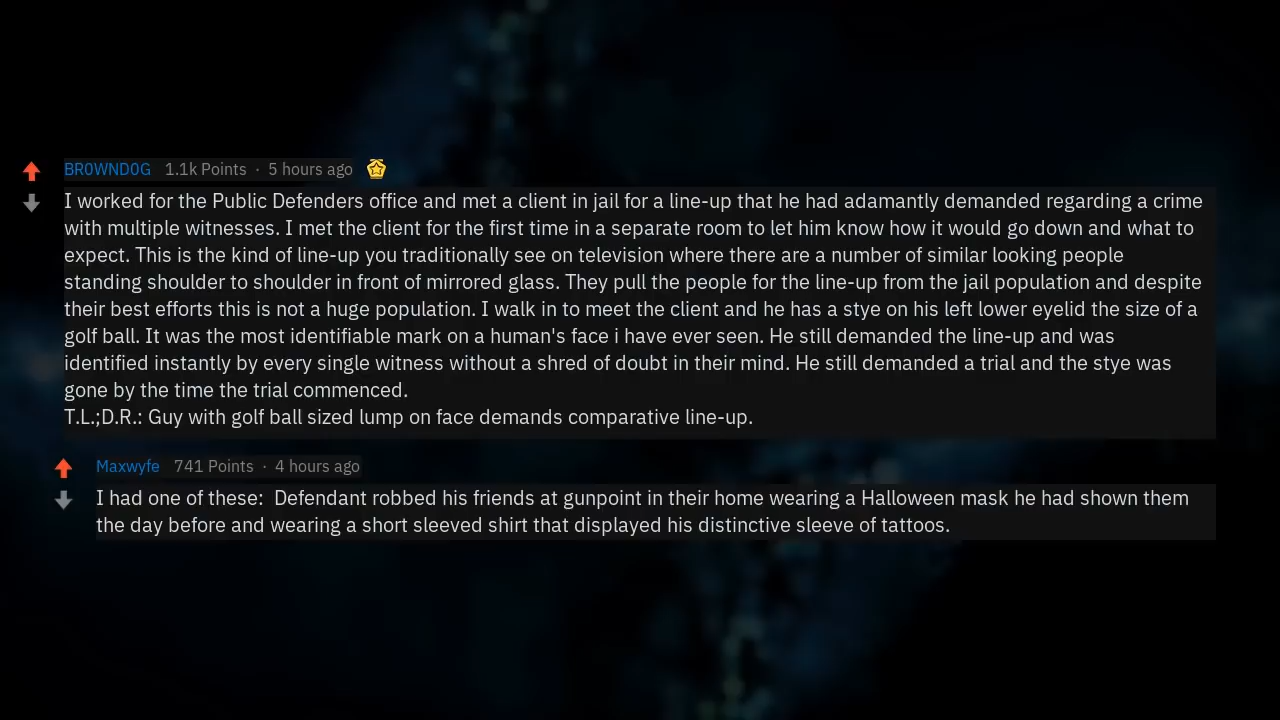 BR0WND0G 1.1k Points · 5 hours ago
I worked for the Public Defenders office and met a client in jail for a line-up that he had adamantly demanded regarding a crime
with multiple witnesses. I met the client for the first time in a separate room to let him know how it would go down and what to
expect. This is the kind of line-up you traditionally see on television where there are a number of similar looking people
standing shoulder to shoulder in front of mirrored glass. They pull the people for the line-up from the jail population and despite
their best efforts this is not a huge population. I walk in to meet the client and he has a stye on his left lower eyelid the size of a
golf ball. It was the most identifiable mark on a human's face i have ever seen. He still demanded the line-up and was
identified instantly by every single witness without a shred of doubt in their mind. He still demanded a trial and the stye was
gone by the time the trial commenced.
T.L.;D.R.: Guy with golf ball sized lump on face demands comparative line-up.
Maxwyfe 741 Points · 4 hours ago
I had one of these: Defendant robbed his friends at gunpoint in their home wearing a Halloween mask he had shown them
the day before and wearing a short sleeved shirt that displayed his distinctive sleeve of tattoos.